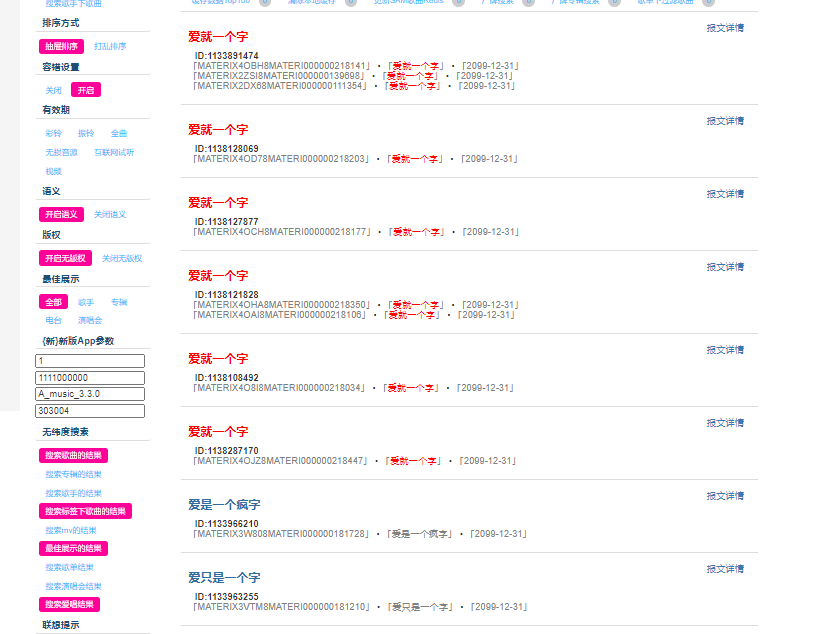 搜索歌手下歌曲
排序方式
抽屉排序 打乱排序
容错设置
关闭 开启
有效期
彩铃 振铃 全曲
无损音源 互联网试听
视频
语义
开启语义 关闭语义
版权
开启无版权 关闭无版权
最佳展示
全部 歌手 专辑
电台 演唱会
{新}新版App参数
1
1111000000
A_music_3.3.0
303004
无纬度搜索
搜索歌曲的结果
搜索专辑的结果
搜索歌手的结果
搜索标签下歌曲的结果
搜索mv的结果
最佳展示的结果
搜索歌单结果
搜索演唱会结果
搜索爱唱结果
联想提示
爱就一个字 报文详情
ID:1133891474
「MATERIX4OBH8MATERI000000218141」 • 「爱就一个字」 • 「2099-12-31」
「MATERIX2ZSI8MATERI000000139698」 • 「爱就一个字」 • 「2099-12-31」
「MATERIX2DX68MATERI000000111354」 • 「爱就一个字」 • 「2099-12-31」
爱就一个字 报文详情
ID:1138128069
「MATERIX4OD78MATERI000000218203」 • 「爱就一个字」 • 「2099-12-31」
爱就一个字 报文详情
ID:1138127877
「MATERIX4OCH8MATERI000000218177」 • 「爱就一个字」 • 「2099-12-31」
爱就一个字 报文详情
ID:1138121828
「MATERIX4OHA8MATERI000000218350」 • 「爱就一个字」 • 「2099-12-31」
「MATERIX4OAI8MATERI000000218106」 • 「爱就一个字」 • 「2099-12-31」
爱就一个字 报文详情
ID:1138108492
「MATERIX4O8I8MATERI000000218034」 • 「爱就一个字」 • 「2099-12-31」
爱就一个字 报文详情
ID:1138287170
「MATERIX4OJZ8MATERI000000218447」 • 「爱就一个字」 • 「2099-12-31」
爱是一个疯字 报文详情
ID:1133966210
「MATERIX3W808MATERI000000181728」 • 「爱是一个疯字」 • 「2099-12-31」
爱只是一个字 报文详情
ID:1133963255
「MATERIX3VTM8MATERI000000181210」 • 「爱只是一个字」 • 「2099-12-31」